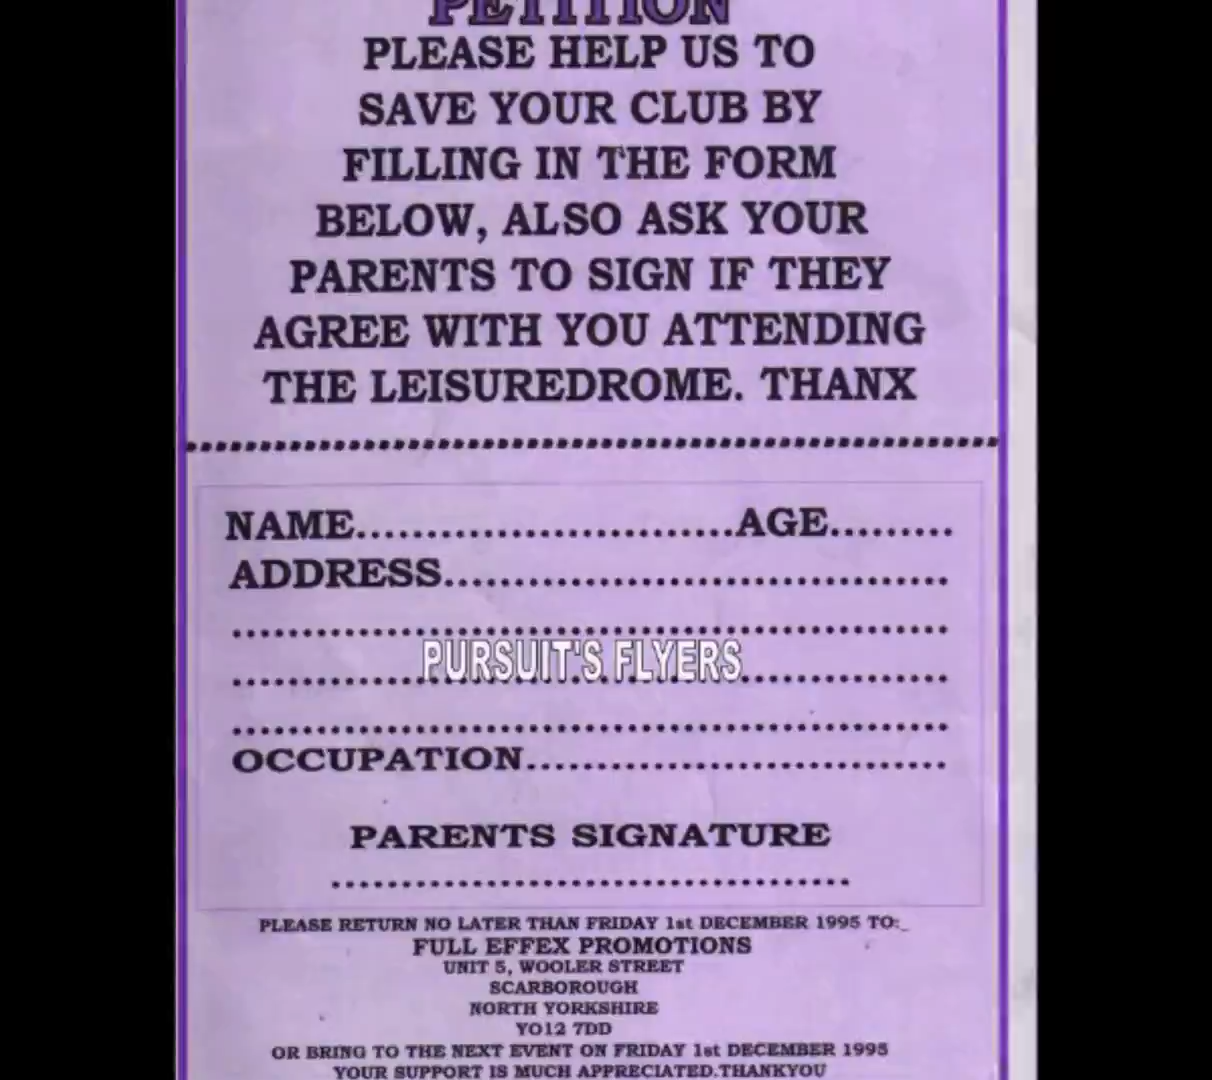 PETITION
PLEASE HELP US TO
SAVE YOUR CLUB BY
FILLING IN THE FORM
BELOW, ALSO ASK YOUR
PARENTS TO SIGN IF THEY
AGREE WITH YOU ATTENDING
THE LEISUREDROME. THANX
NAME...........................AGE.........
ADDRESS....................................
PURSUIT'S FLYERS
OCCUPATION..............................
PARENTS SIGNATURE
PLEASE RETURN NO LATER THAN FRIDAY 1st DECEMBER 1995 TO:_
FULL EFFEX PROMOTIONS
UNIT 5, WOOLER STREET
SCARBOROUGH
NORTH YORKSHIRE
YO12 7DD
OR BRING TO THE NEXT EVENT ON FRIDAY 1st DECEMBER 1995
YOUR SUPPORT IS MUCH APPRECIATED.THANKYOU